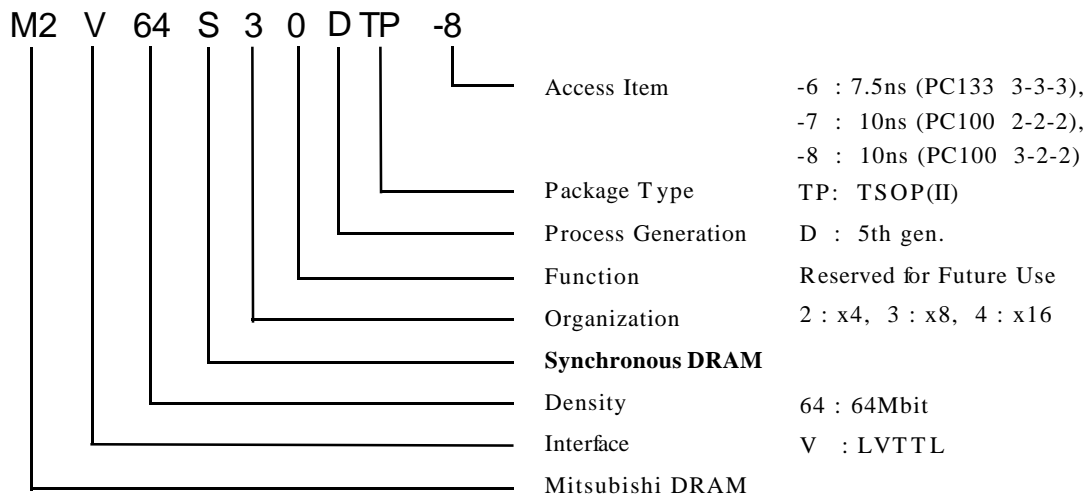 M2 V 64 S 3 0 D TP -8
Access Item -6 : 7.5ns (PC133 3-3-3),
-7 : 10ns (PC100 2-2-2),
-8 : 10ns (PC100 3-2-2)
Package Type TP: TSOP(II)
Process Generation D : 5th gen.
Function Reserved for Future Use
Organization 2 : x4, 3 : x8, 4 : x16
Synchronous DRAM
Density 64 : 64Mbit
Interface V : LVTTL
Mitsubishi DRAM